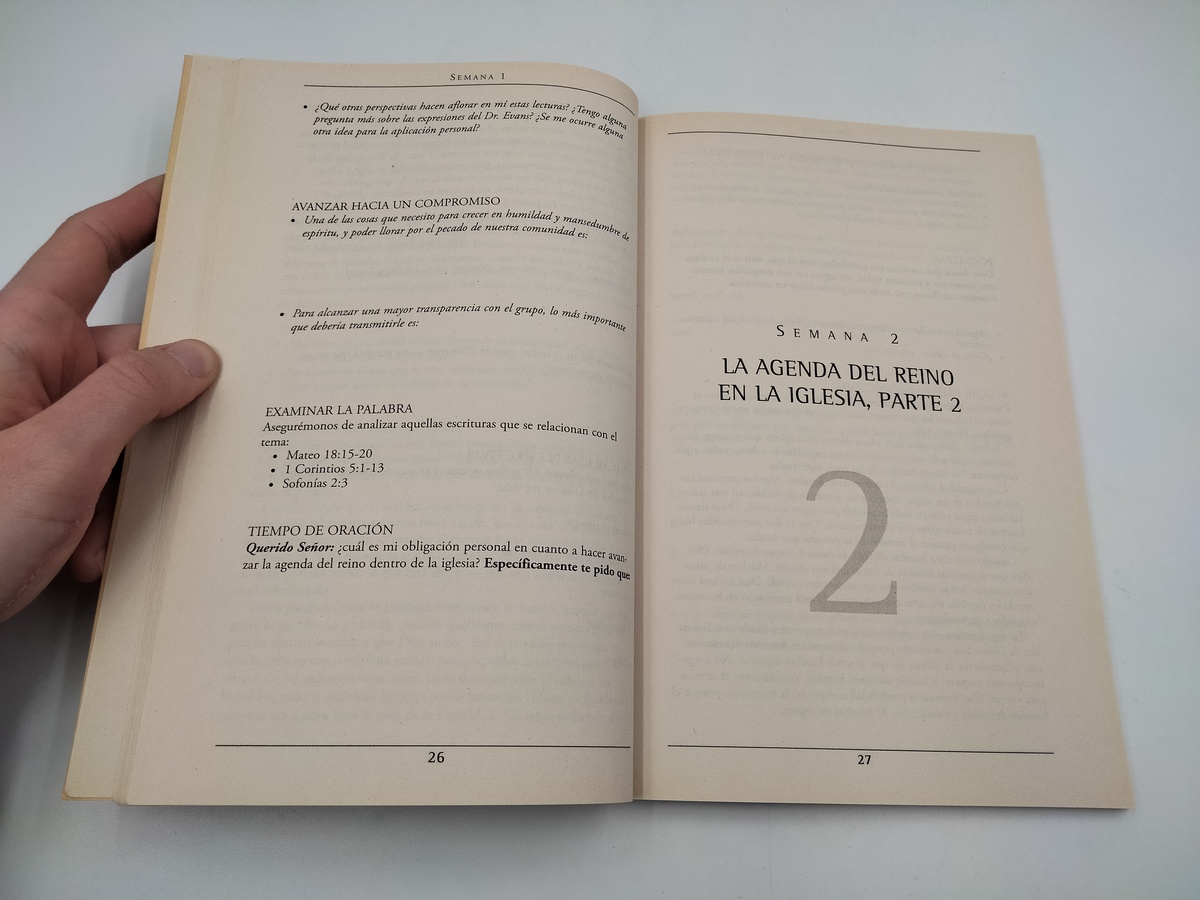 SEMANA 1
• ¿Qué otras perspectivas hacen aflorar en mí estas lecturas? ¿Tengo alguna
pregunta más sobre las expresiones del Dr. Evans? ¿Se me ocurre alguna
otra idea para la aplicación personal?
AVANZAR HACIA UN COMPROMISO
• Una de las cosas que necesito para crecer en humildad y mansedumbre de
espíritu, y poder llorar por el pecado de nuestra comunidad es:
• Para alcanzar una mayor transparencia con el grupo, lo más importante
que debería transmitirle es:
EXAMINAR LA PALABRA
Asegurémonos de analizar aquellas escrituras que se relacionan con el
tema:
• Mateo 18:15-20
• 1 Corintios 5:1-13
• Sofonías 2:3
TIEMPO DE ORACIÓN
Querido Señor: ¿cuál es mi obligación personal en cuanto a hacer avan-
zar la agenda del reino dentro de la iglesia? Específicamente te pido que:
26
SEMANA 2
LA AGENDA DEL REINO
EN LA IGLESIA, PARTE 2
2
27